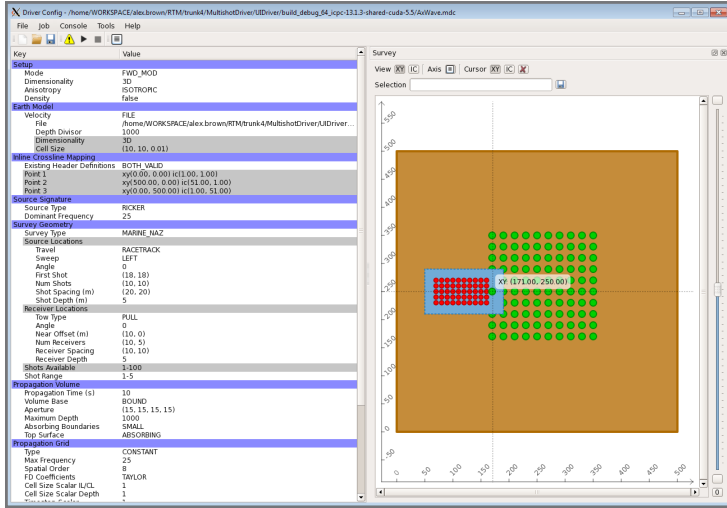 Driver Config - /home/WORKSPACE/alex.brown/RTM/trunk4/MultishotDriver/UIDriver/build_debug_64_icpc-13.1.3-shared-cuda-5.5/AxWave.mdc
File Job Console Tools Help
Key Value
Setup
Mode FWD_MOD
Dimensionality 3D
Anisotropy ISOTROPIC
Density false
Earth Model
Velocity FILE
File /home/WORKSPACE/alex.brown/RTM/trunk4/MultishotDriver/UIDriver...
Depth Divisor 1000
Dimensionality 3D
Cell Size (10, 10, 0.01)
Inline Crossline Mapping
Existing Header Definitions BOTH_VALID
Point 1 xy(0.00, 0.00) ic(1.00, 1.00)
Point 2 xy(500.00, 0.00) ic(51.00, 1.00)
Point 3 xy(0.00, 500.00) ic(1.00, 51.00)
Source Signature
Source Type RICKER
Dominant Frequency 25
Survey Geometry
Survey Type MARINE_NAZ
Source Locations
Travel RACETRACK
Sweep LEFT
Angle 0
First Shot (18, 18)
Num Shots (10, 10)
Shot Spacing (m) (20, 20)
Shot Depth (m) 5
Receiver Locations
Tow Type PULL
Angle 0
Near Offset (m) (10, 0)
Num Receivers (10, 5)
Receiver Spacing (10, 10)
Receiver Depth 5
Shots Available 1-100
Shot Range 1-5
Propagation Volume
Propagation Time (s) 10
Volume Base BOUND
Aperture (15, 15, 15, 15)
Maximum Depth 1000
Absorbing Boundaries SMALL
Top Surface ABSORBING
Propagation Grid
Type CONSTANT
Max Frequency 25
Spatial Order 8
FD Coefficients TAYLOR
Cell Size Scalar IL/CL 1
Cell Size Scalar Depth 1
Survey
View XY IC Axis Cursor XY IC
Selection
550
500
450
400
350
300
250
200
150
100
50
0
-50
XY: (171.00, 250.00)
0 50 100 150 200 250 300 350 400 450 500
0